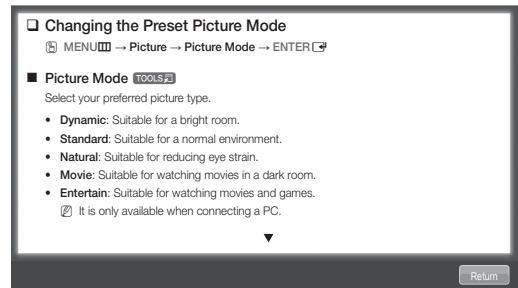 ❑ Changing the Preset Picture Mode
MENU → Picture → Picture Mode → ENTER
■ Picture Mode TOOLS
Select your preferred picture type.
• Dynamic: Suitable for a bright room.
• Standard: Suitable for a normal environment.
• Natural: Suitable for reducing eye strain.
• Movie: Suitable for watching movies in a dark room.
• Entertain: Suitable for watching movies and games.
It is only available when connecting a PC.
▼
Return